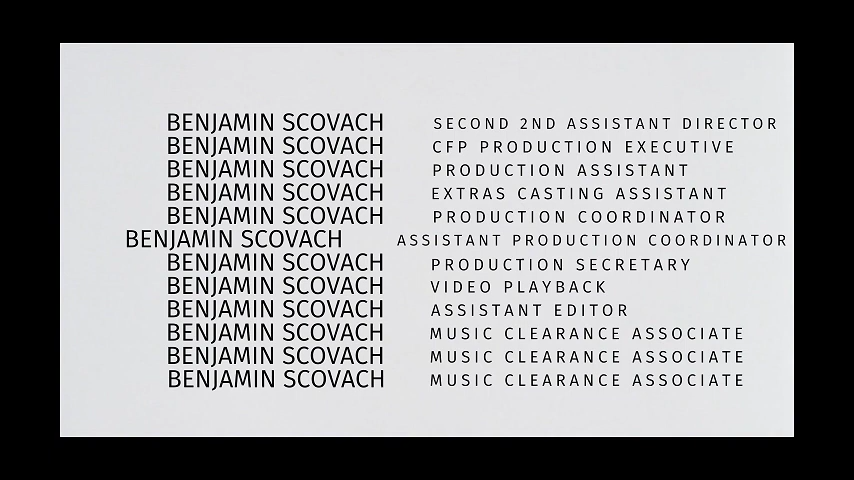 BENJAMIN SCOVACH SECOND 2ND ASSISTANT DIRECTOR
BENJAMIN SCOVACH CFP PRODUCTION EXECUTIVE
BENJAMIN SCOVACH PRODUCTION ASSISTANT
BENJAMIN SCOVACH EXTRAS CASTING ASSISTANT
BENJAMIN SCOVACH PRODUCTION COORDINATOR
BENJAMIN SCOVACH ASSISTANT PRODUCTION COORDINATOR
BENJAMIN SCOVACH PRODUCTION SECRETARY
BENJAMIN SCOVACH VIDEO PLAYBACK
BENJAMIN SCOVACH ASSISTANT EDITOR
BENJAMIN SCOVACH MUSIC CLEARANCE ASSOCIATE
BENJAMIN SCOVACH MUSIC CLEARANCE ASSOCIATE
BENJAMIN SCOVACH MUSIC CLEARANCE ASSOCIATE